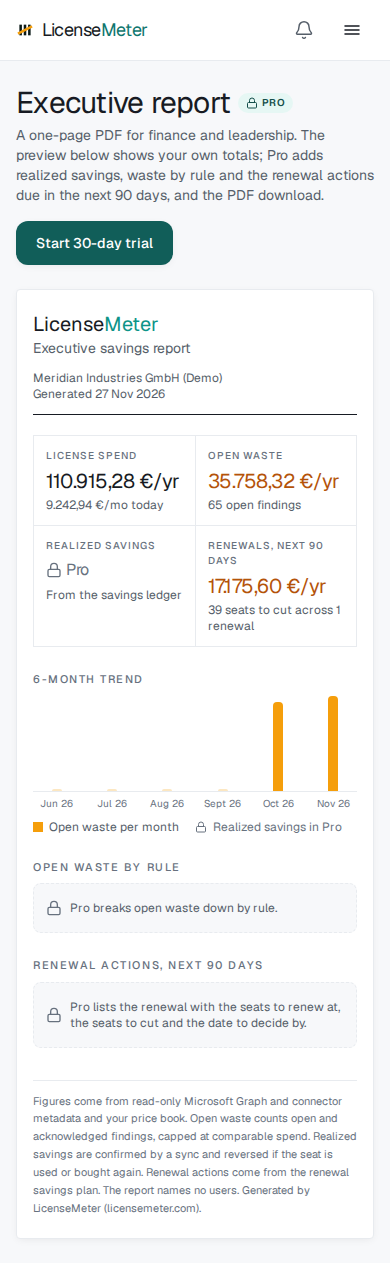 LicenseMeter
Executive report PRO
A one-page PDF for finance and leadership. The
preview below shows your own totals; Pro adds
realized savings, waste by rule and the renewal actions
due in the next 90 days, and the PDF download.
Start 30-day trial
LicenseMeter
Executive savings report
Meridian Industries GmbH (Demo)
Generated 27 Nov 2026
LICENSE SPEND
110.915,28 €/yr
9.242,94 €/mo today
OPEN WASTE
35.758,32 €/yr
65 open findings
REALIZED SAVINGS
Pro
From the savings ledger
RENEWALS, NEXT 90
DAYS
17.175,60 €/yr
39 seats to cut across 1
renewal
6-MONTH TREND
Jun 26 Jul 26 Aug 26 Sept 26 Oct 26 Nov 26
Open waste per month Realized savings in Pro
OPEN WASTE BY RULE
Pro breaks open waste down by rule.
RENEWAL ACTIONS, NEXT 90 DAYS
Pro lists the renewal with the seats to renew at,
the seats to cut and the date to decide by.
Figures come from read-only Microsoft Graph and connector
metadata and your price book. Open waste counts open and
acknowledged findings, capped at comparable spend. Realized
savings are confirmed by a sync and reversed if the seat is
used or bought again. Renewal actions come from the renewal
savings plan. The report names no users. Generated by
LicenseMeter (licensemeter.com).